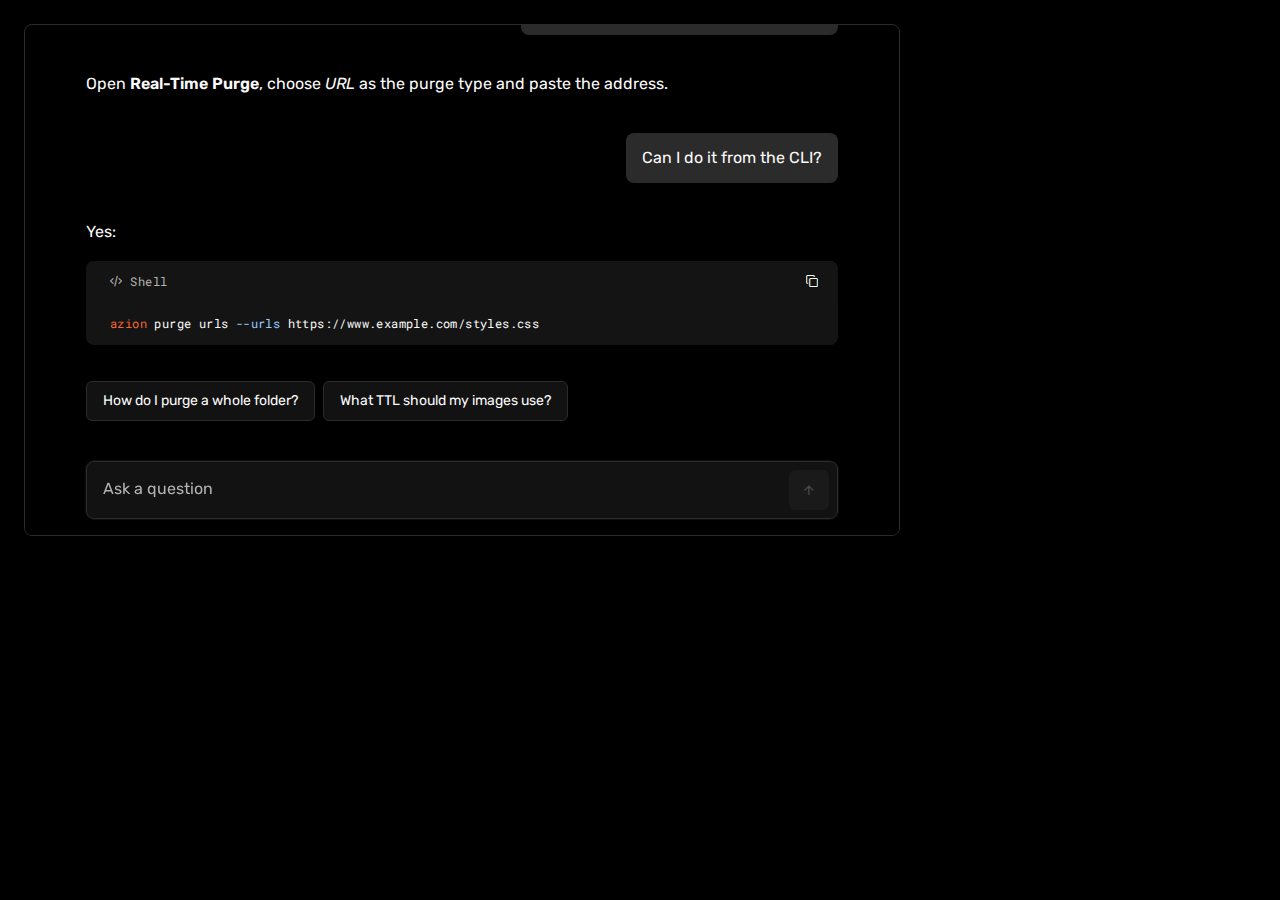 Open Real-Time Purge, choose URL as the purge type and paste the address.
Can I do it from the CLI?
Yes:
Shell
azion purge urls --urls https://www.example.com/styles.css
How do I purge a whole folder?
What TTL should my images use?
Ask a question